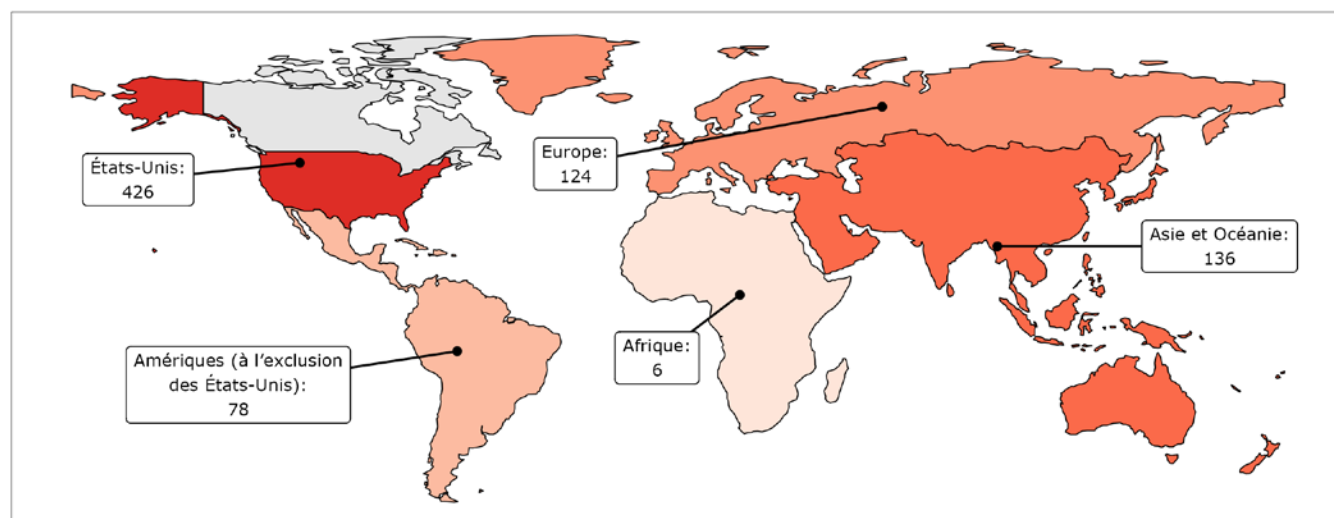 États-Unis:
426
Europe:
124
Asie et Océanie:
136
Amériques (à l’exclusion
des États-Unis):
78
Afrique:
6